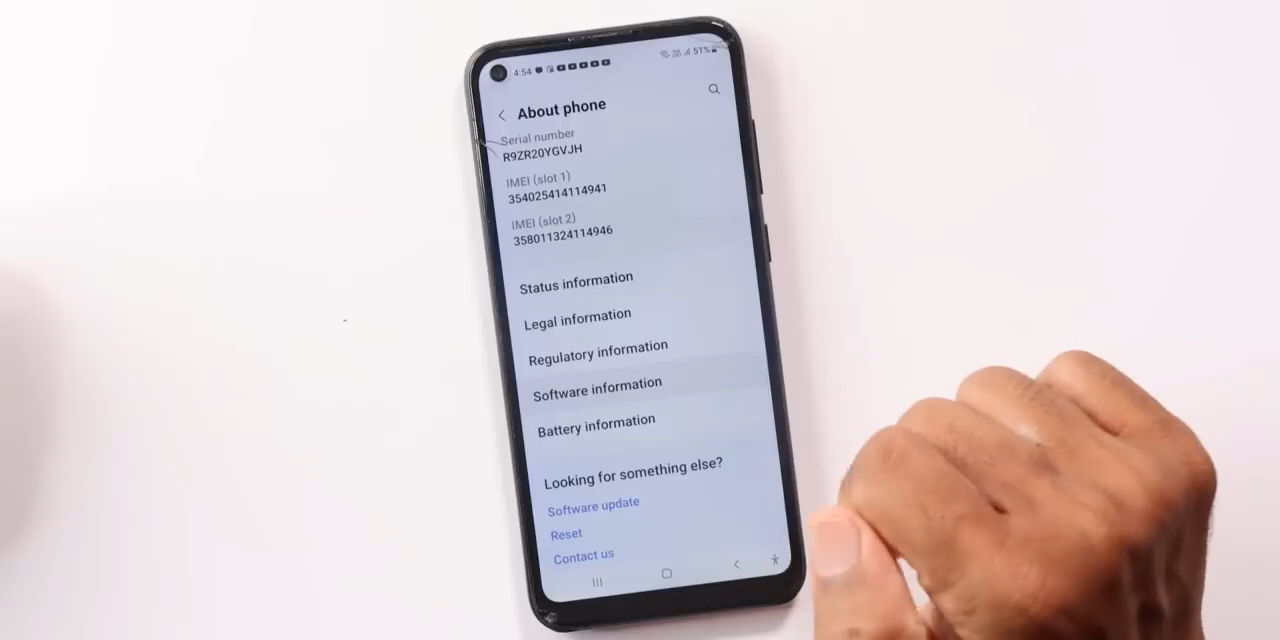 4:54
51%
About phone
Serial number
R9ZR20YGVJH
IMEI (slot 1)
354025414114941
IMEI (slot 2)
358011324114946
Status information
Legal information
Regulatory information
Software information
Battery information
Looking for something else?
Software update
Reset
Contact us